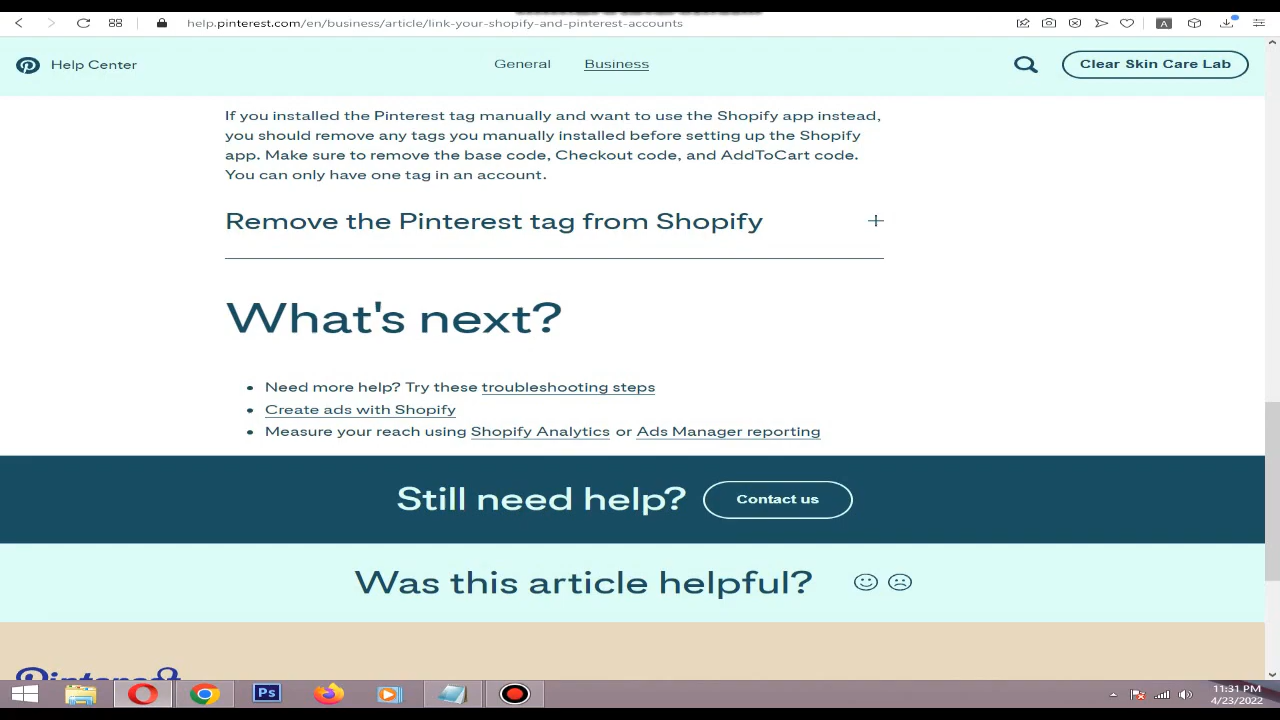 help.pinterest.com/en/business/article/link-your-shopify-and-pinterest-accounts
A
Help Center
General
Business
Clear Skin Care Lab
If you installed the Pinterest tag manually and want to use the Shopify app instead,
you should remove any tags you manually installed before setting up the Shopify
app. Make sure to remove the base code, Checkout code, and AddToCart code.
You can only have one tag in an account.
Remove the Pinterest tag from Shopify
What's next?
Need more help? Try these troubleshooting steps
Create ads with Shopify
Measure your reach using Shopify Analytics or Ads Manager reporting
Still need help?
Contact us
Was this article helpful?
Pinterest
Ps
11:31 PM
4/23/2022